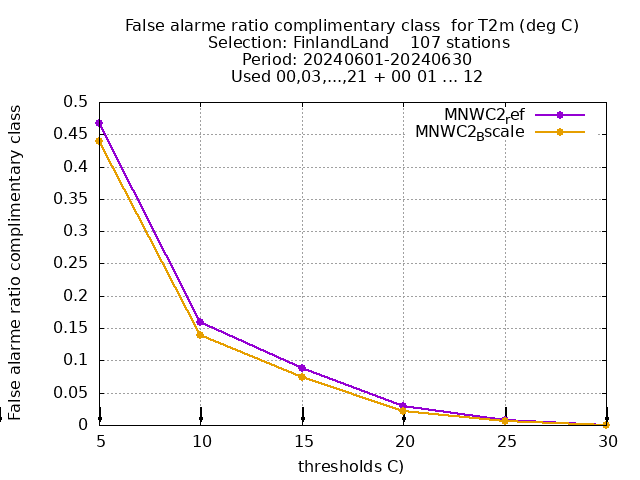 False alarme ratio complimentary class  for T2m (deg C)
Selection: FinlandLand    107 stations
Period: 20240601-20240630
Used 00,03,...,21 + 00 01 ... 12
False alarme ratio complimentary class
0.5
0.45
0.4
0.35
0.3
0.25
0.2
0.15
0.1
0.05
0
MNWC2ref
MNWC2Bscale
5 10 15 20 25 30
thresholds C)